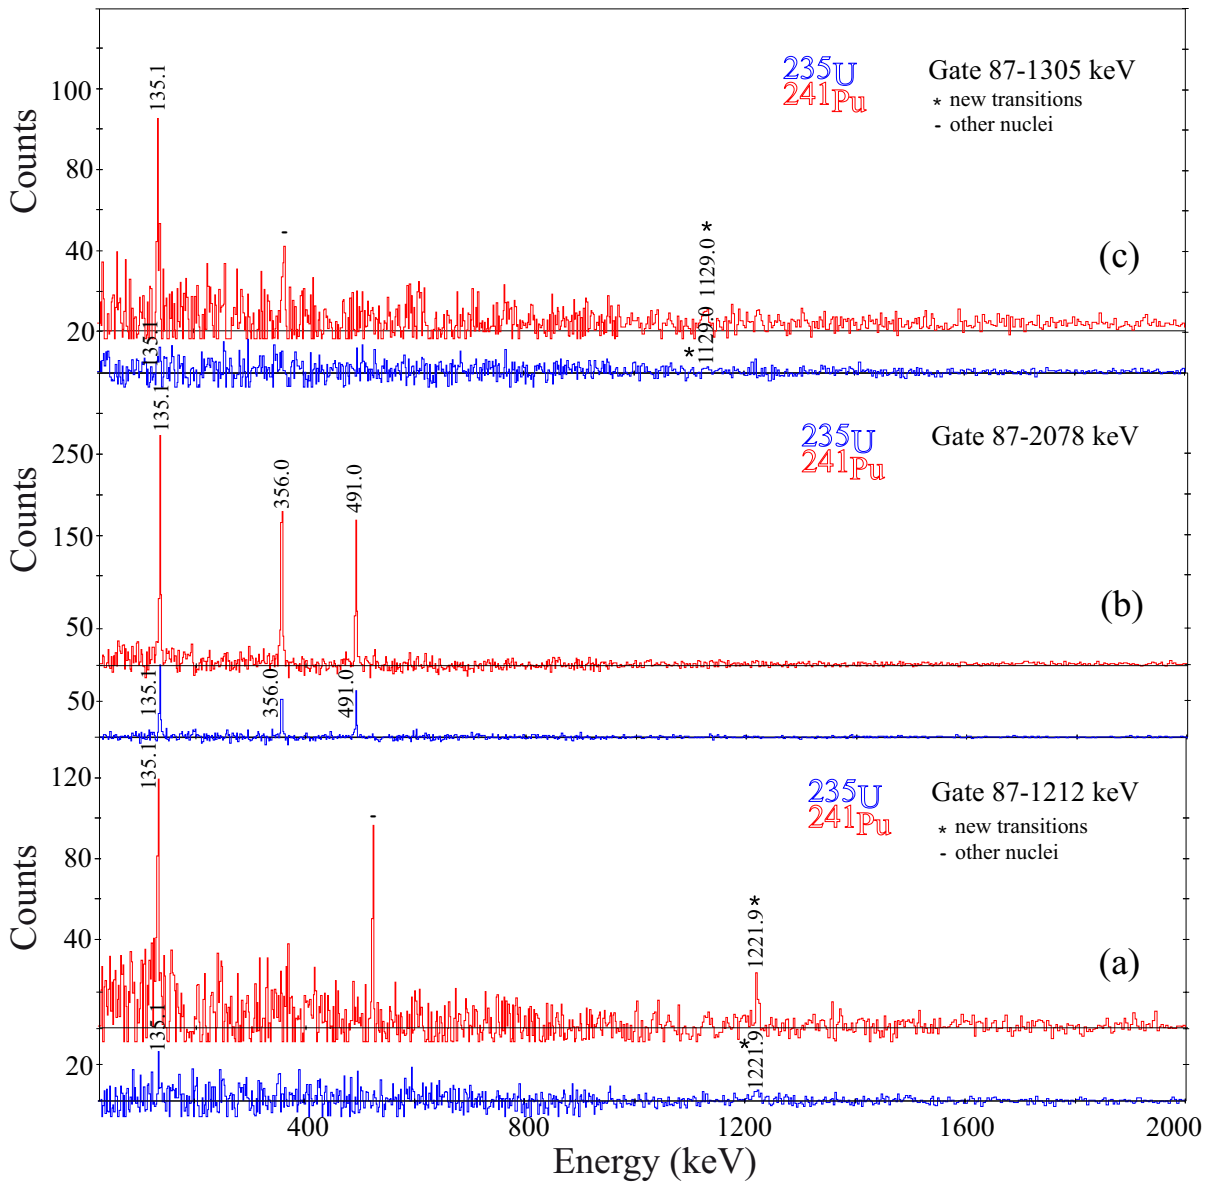 135.1
235U Gate 87-1305 keV
241Pu
* new transitions
- other nuclei
100
80
40
20
Counts
-
1129.0 *
(c)
135.1
* 1129.0
135.1
235U Gate 87-2078 keV
241Pu
250
150
50
50
Counts
356.0
491.0
(b)
135.1
356.0
491.0
135.1
235U Gate 87-1212 keV
241Pu
* new transitions
- other nuclei
120
80
40
20
Counts
-
1221.9 *
(a)
135.1
* 1221.9
400 800 1200 1600 2000
Energy (keV)